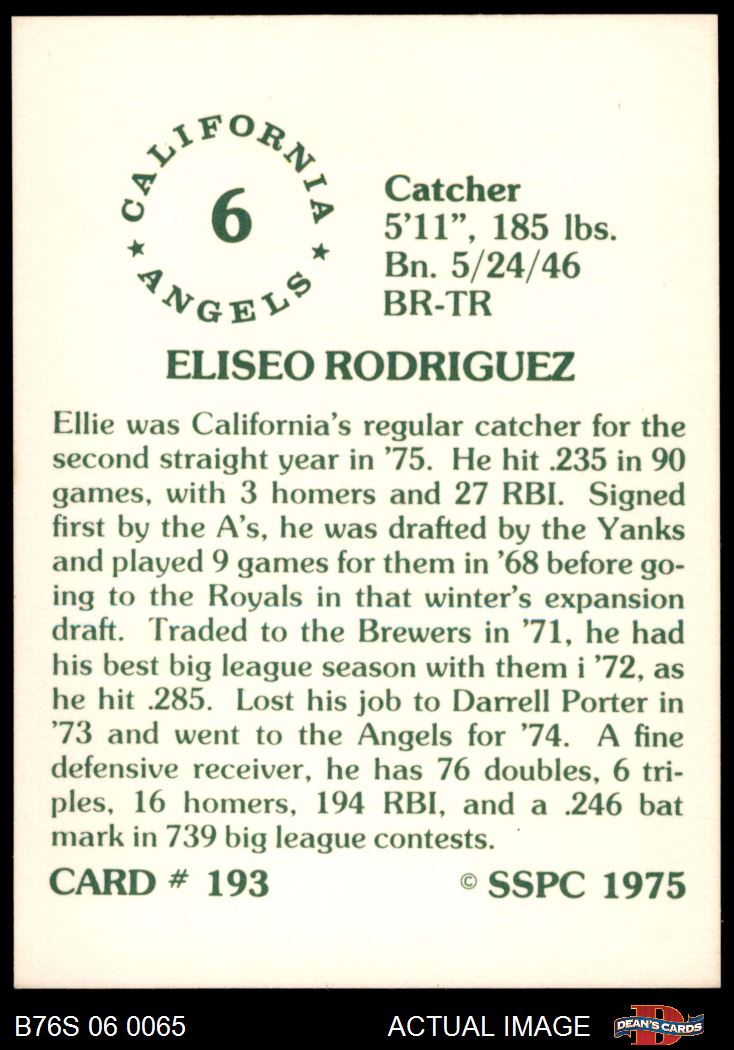 CALIFORNIA
★ ANGELS ★
6
Catcher
5'11", 185 lbs.
Bn. 5/24/46
BR-TR
ELISEO RODRIGUEZ
Ellie was California's regular catcher for the
second straight year in '75. He hit .235 in 90
games, with 3 homers and 27 RBI. Signed
first by the A's, he was drafted by the Yanks
and played 9 games for them in '68 before go-
ing to the Royals in that winter's expansion
draft. Traded to the Brewers in '71, he had
his best big league season with them i '72, as
he hit .285. Lost his job to Darrell Porter in
'73 and went to the Angels for '74. A fine
defensive receiver, he has 76 doubles, 6 tri-
ples, 16 homers, 194 RBI, and a .246 bat
mark in 739 big league contests.
CARD # 193 © SSPC 1975
B76S 06 0065 ACTUAL IMAGE D DEAN'S CARDS